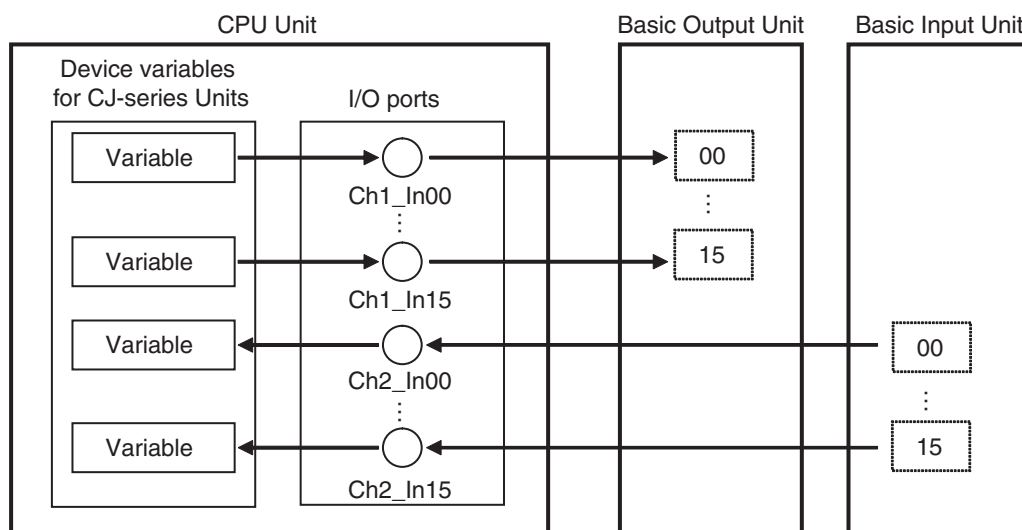 CPU Unit
Basic Output Unit
Basic Input Unit
Device variables
for CJ-series Units
I/O ports
Variable
Ch1_In00
00
Variable
Ch1_In15
15
Variable
Ch2_In00
00
Variable
Ch2_In15
15